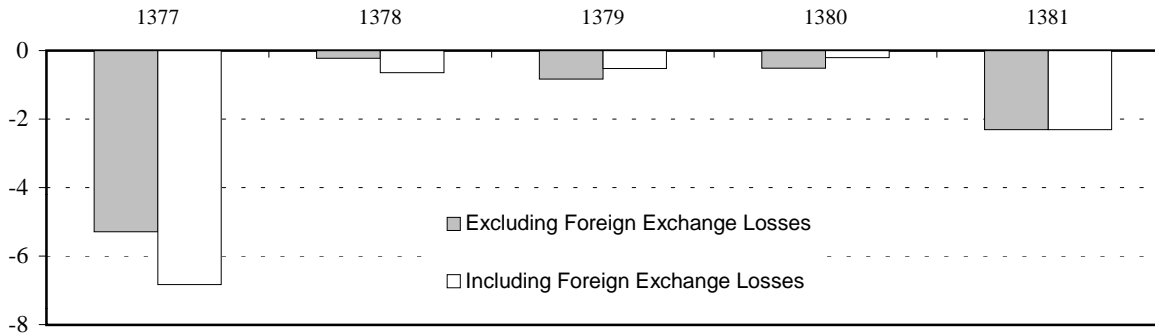 1377 1378 1379 1380 1381
0
-2
-4
Excluding Foreign Exchange Losses
-6
Including Foreign Exchange Losses
-8